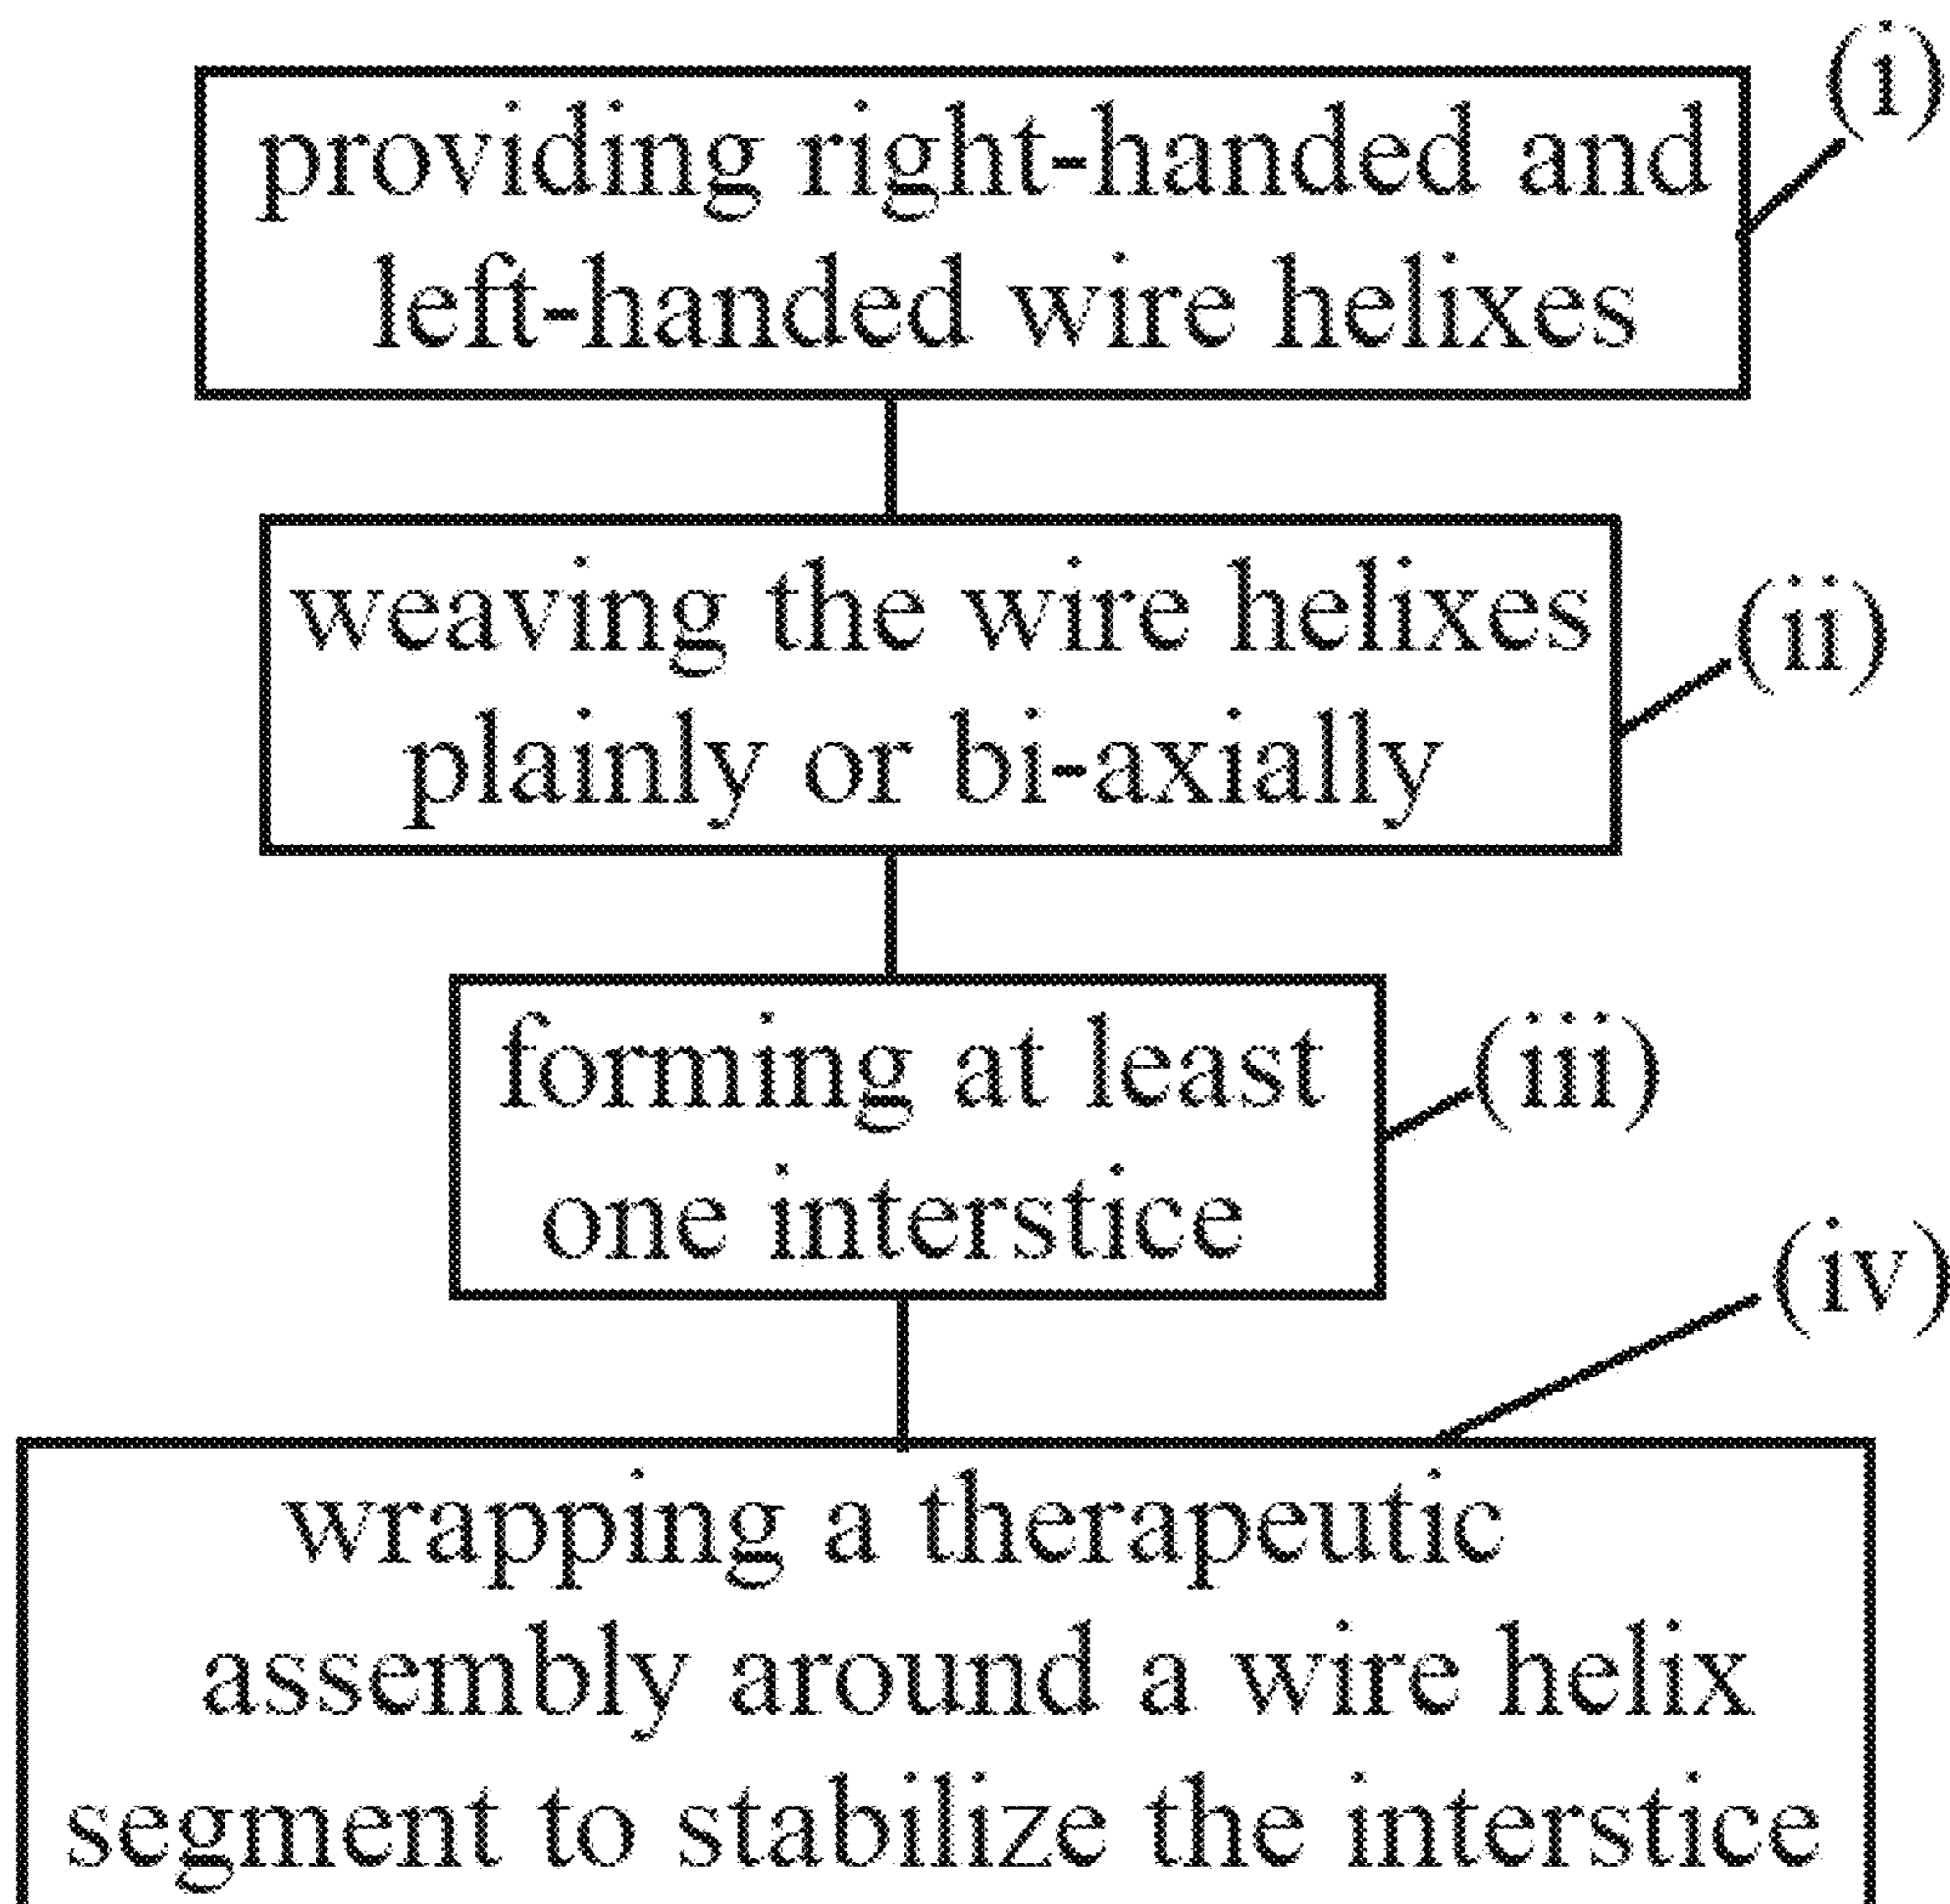 (i)
providing right-handed and
left-handed wire helixes
weaving the wire helixes
(ii)
plainly or bi-axially
forming at least
(iii)
one interstice
(iv)
wrapping a therapeutic
assembly around a wire helix
segment to stabilize the interstice